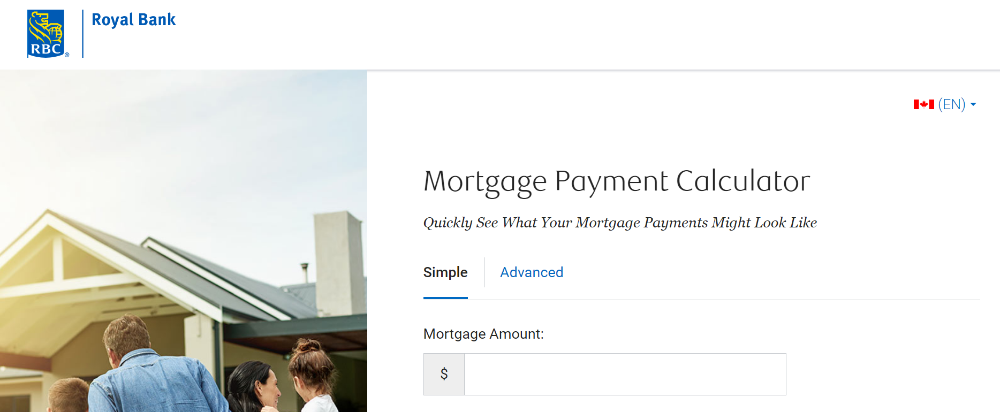 Royal Bank
RBC®
(EN)
Mortgage Payment Calculator
Quickly See What Your Mortgage Payments Might Look Like
Simple
Advanced
Mortgage Amount:
$